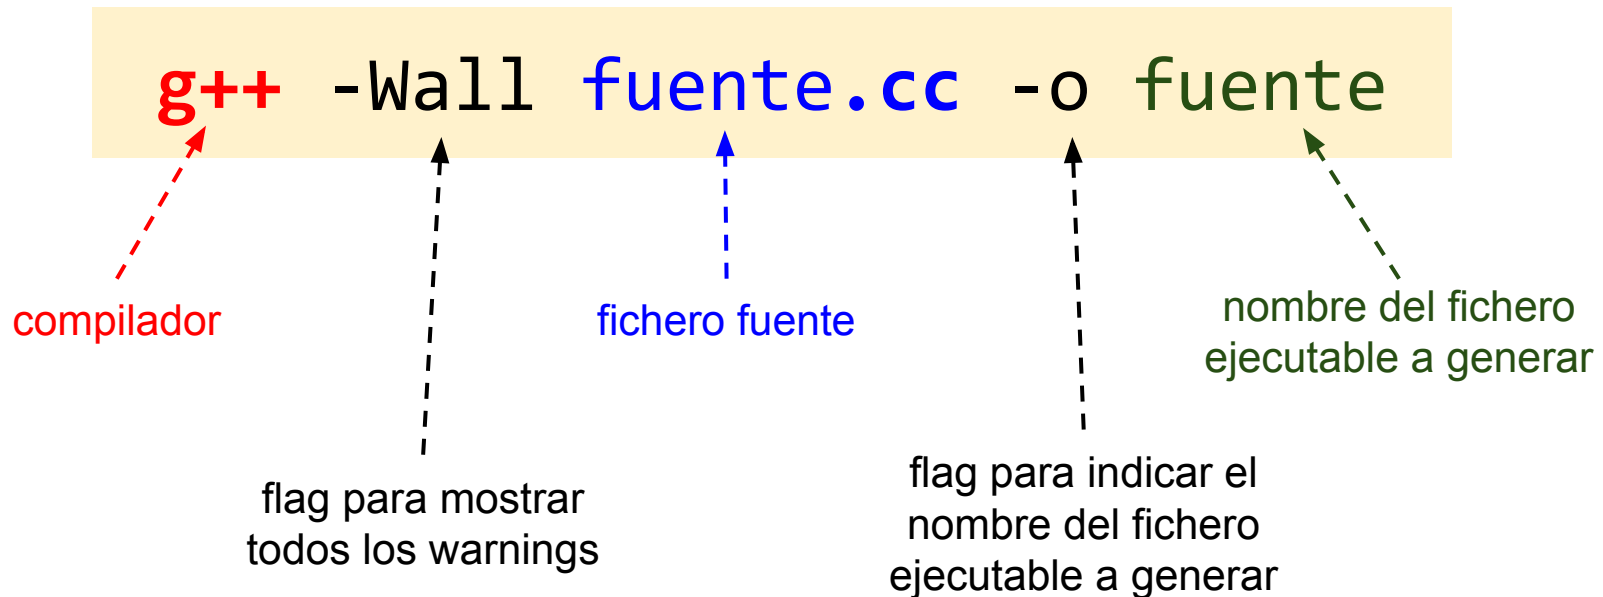 g++ -Wall fuente.cc -o fuente
compilador
fichero fuente
nombre del fichero
ejecutable a generar
flag para mostrar
todos los warnings
flag para indicar el
nombre del fichero
ejecutable a generar